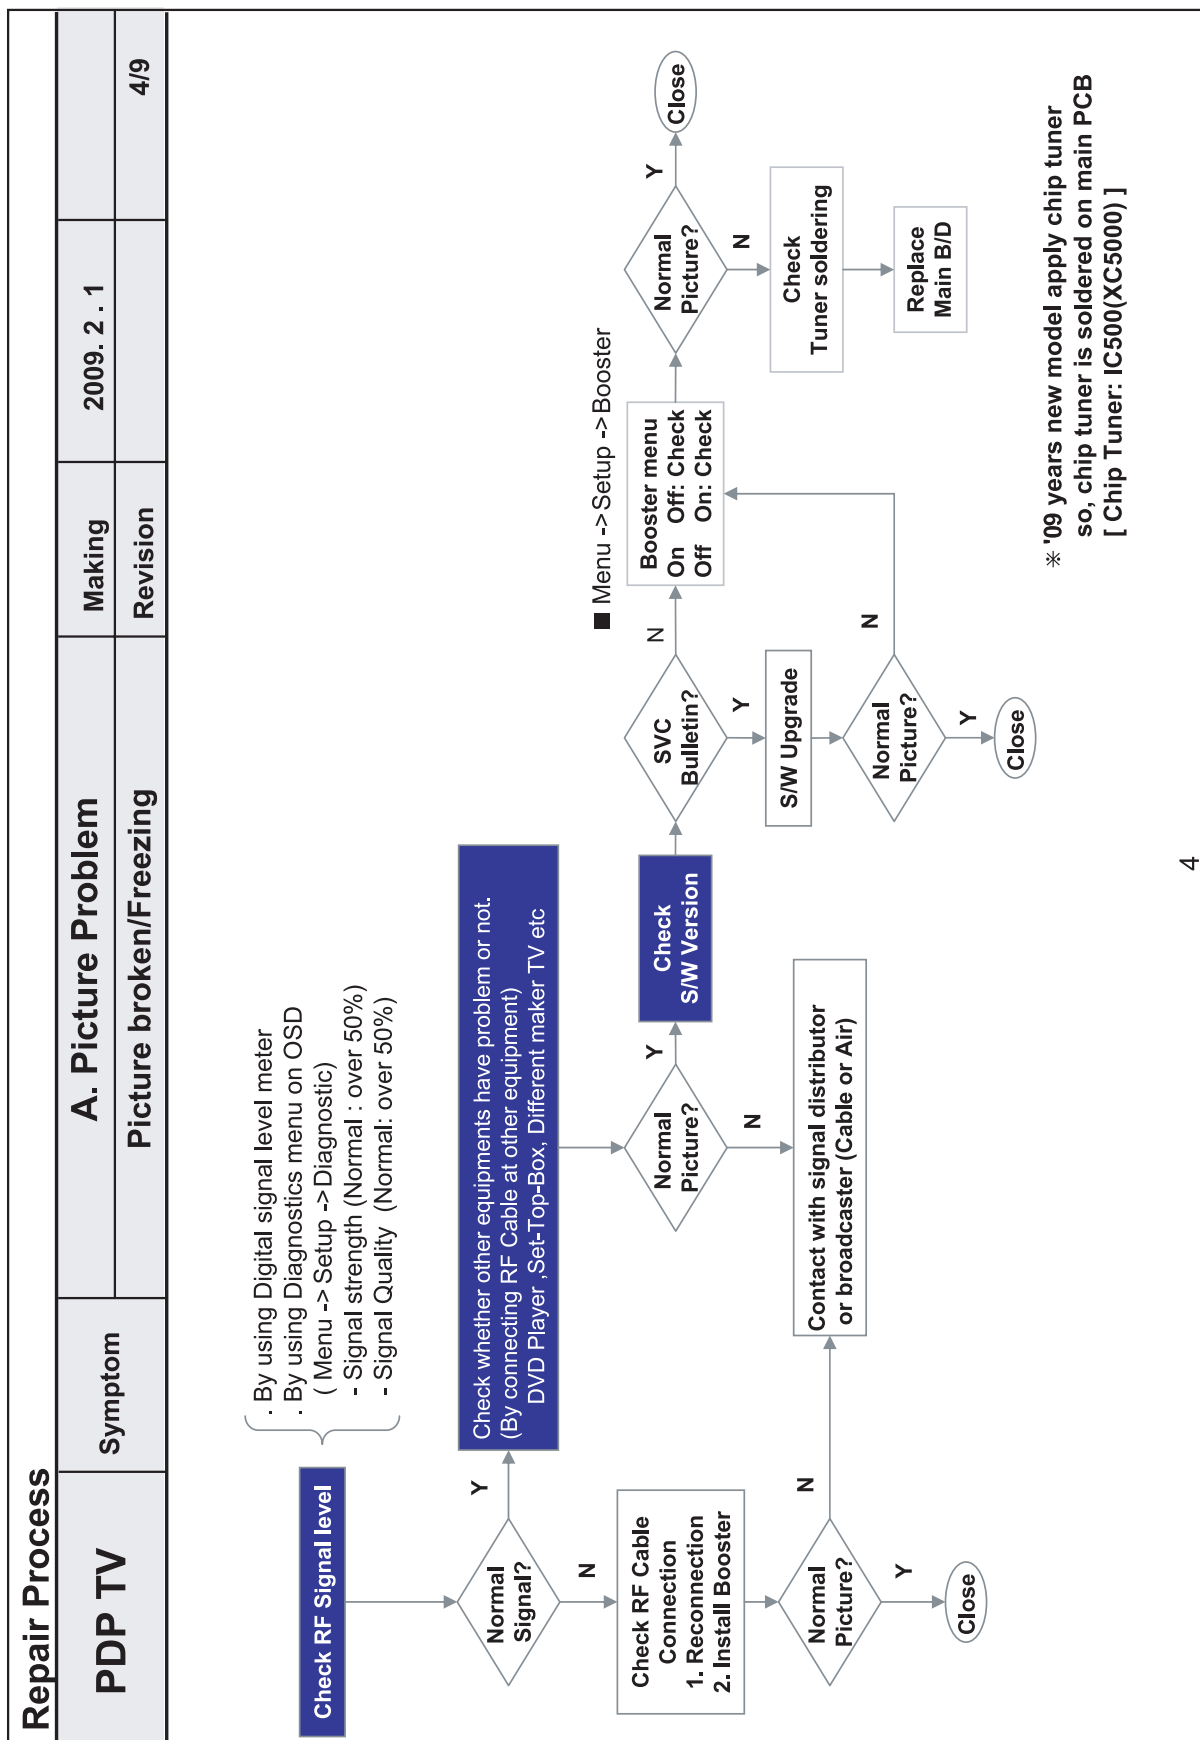 Repair Process
PDP TV
Symptom
A. Picture Problem
Making
2009. 2 . 1
Picture broken/Freezing
Revision
4/9
. By using Digital signal level meter
. By using Diagnostics menu on OSD
( Menu -> Setup ->Diagnostic)
- Signal strength (Normal : over 50%)
- Signal Quality (Normal: over 50%)
Check RF Signal level
Normal
Signal?
Y
N
Check whether other equipments have problem or not.
(By connecting RF Cable at other equipment)
DVD Player ,Set-Top-Box, Different maker TV etc
Check RF Cable
Connection
1. Reconnection
2. Install Booster
Normal
Picture?
N
Y
Close
Normal
Picture?
Y
N
Contact with signal distributor
or broadcaster (Cable or Air)
Check
S/W Version
SVC
Bulletin?
N
Y
S/W Upgrade
Normal
Picture?
N
Y
Close
■ Menu ->Setup ->Booster
Booster menu
On Off: Check
Off On: Check
Normal
Picture?
Y
Close
N
Check
Tuner soldering
Replace
Main B/D
※ '09 years new model apply chip tuner
so, chip tuner is soldered on main PCB
[ Chip Tuner: IC500(XC5000) ]
4